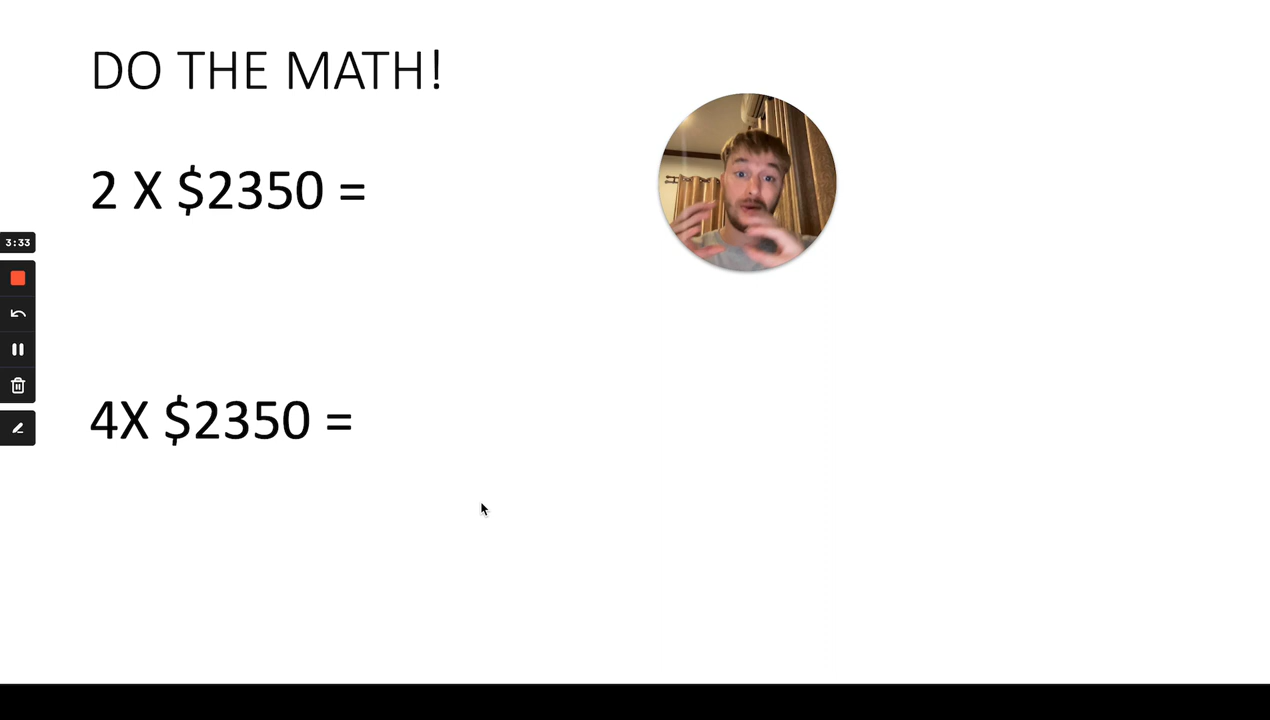 DO THE MATH!
2 X $2350 =
3:33
4X $2350 =